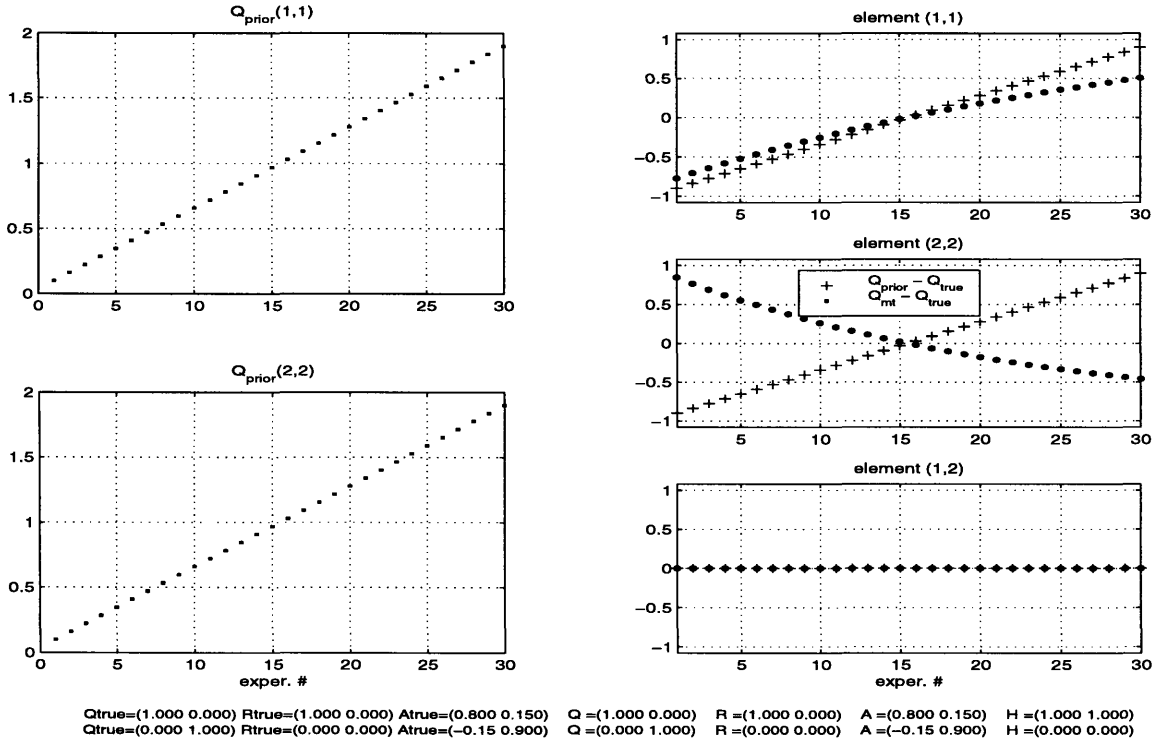 Q_prior(1,1)
2
1.5
1
0.5
0
0 5 10 15 20 25 30
Q_prior(2,2)
2
1.5
1
0.5
0
0 5 10 15 20 25 30
exper. #
element (1,1)
1
0.5
0
−0.5
−1
5 10 15 20 25 30
element (2,2)
1
0.5
0
−0.5
−1
Q_prior − Q_true
Q_mt − Q_true
5 10 15 20 25 30
element (1,2)
1
0.5
0
−0.5
−1
5 10 15 20 25 30
exper. #
Qtrue=(1.000 0.000) Rtrue=(1.000 0.000) Atrue=(0.800 0.150) Q =(1.000 0.000) R =(1.000 0.000) A =(0.800 0.150) H =(1.000 1.000)
Qtrue=(0.000 1.000) Rtrue=(0.000 0.000) Atrue=(−0.15 0.900) Q =(0.000 1.000) R =(0.000 0.000) A =(−0.15 0.900) H =(0.000 0.000)